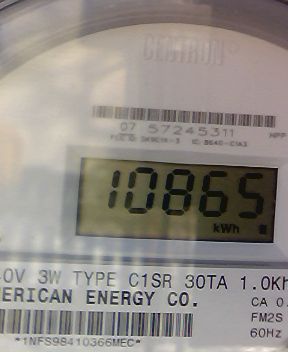 CENTRON®
07 57245311
10865
kWh
.0V 3W TYPE C1SR 30TA 1.0Kh
ERICAN ENERGY CO.
CA 0.
FM2S
60Hz
*1NFS98410366MEC*